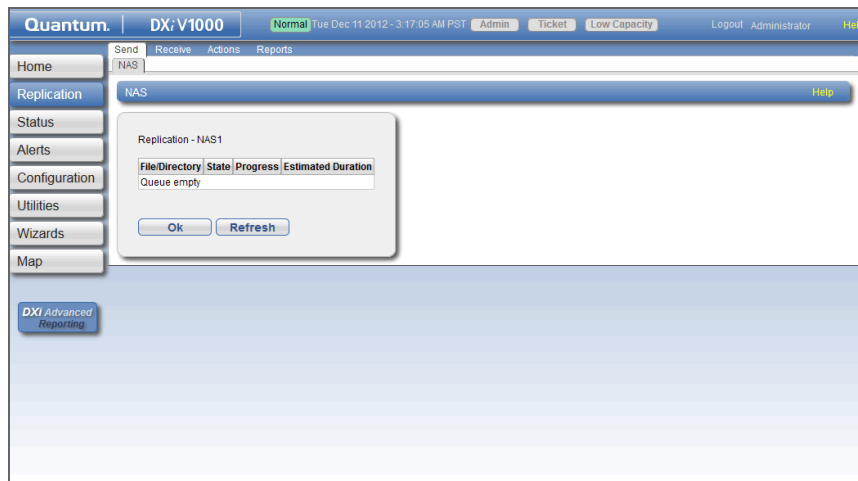 Quantum. DXi V1000 Normal Tue Dec 11 2012 - 3:17:05 AM PST Admin Ticket Low Capacity Logout Administrator Hel
Send Receive Actions Reports
NAS
Home
Replication
Status
Alerts
Configuration
Utilities
Wizards
Map
DXi Advanced
Reporting
NAS Help
Replication - NAS1
File/Directory State Progress Estimated Duration
Queue empty
Ok Refresh